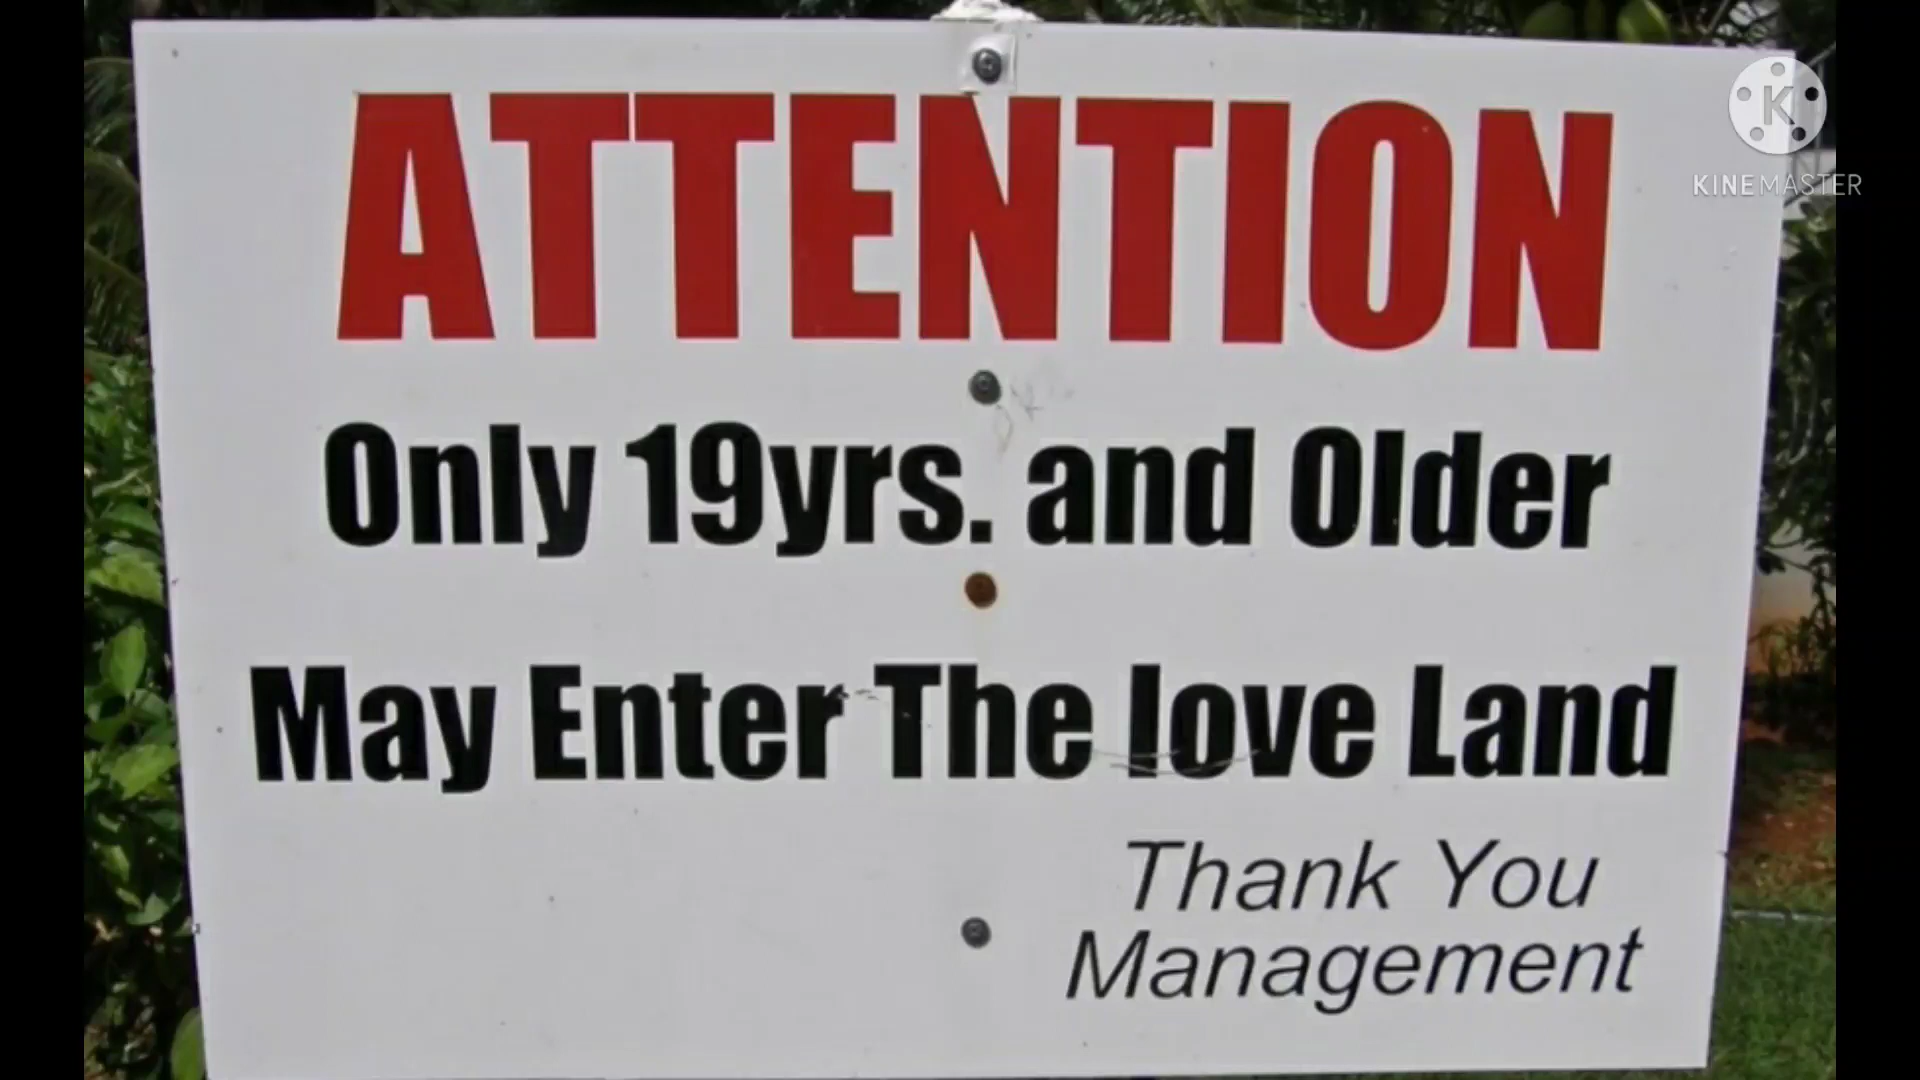 ATTENTION
Only 19yrs. and Older
May Enter The love Land
Thank You
Management
K
KINEMASTER